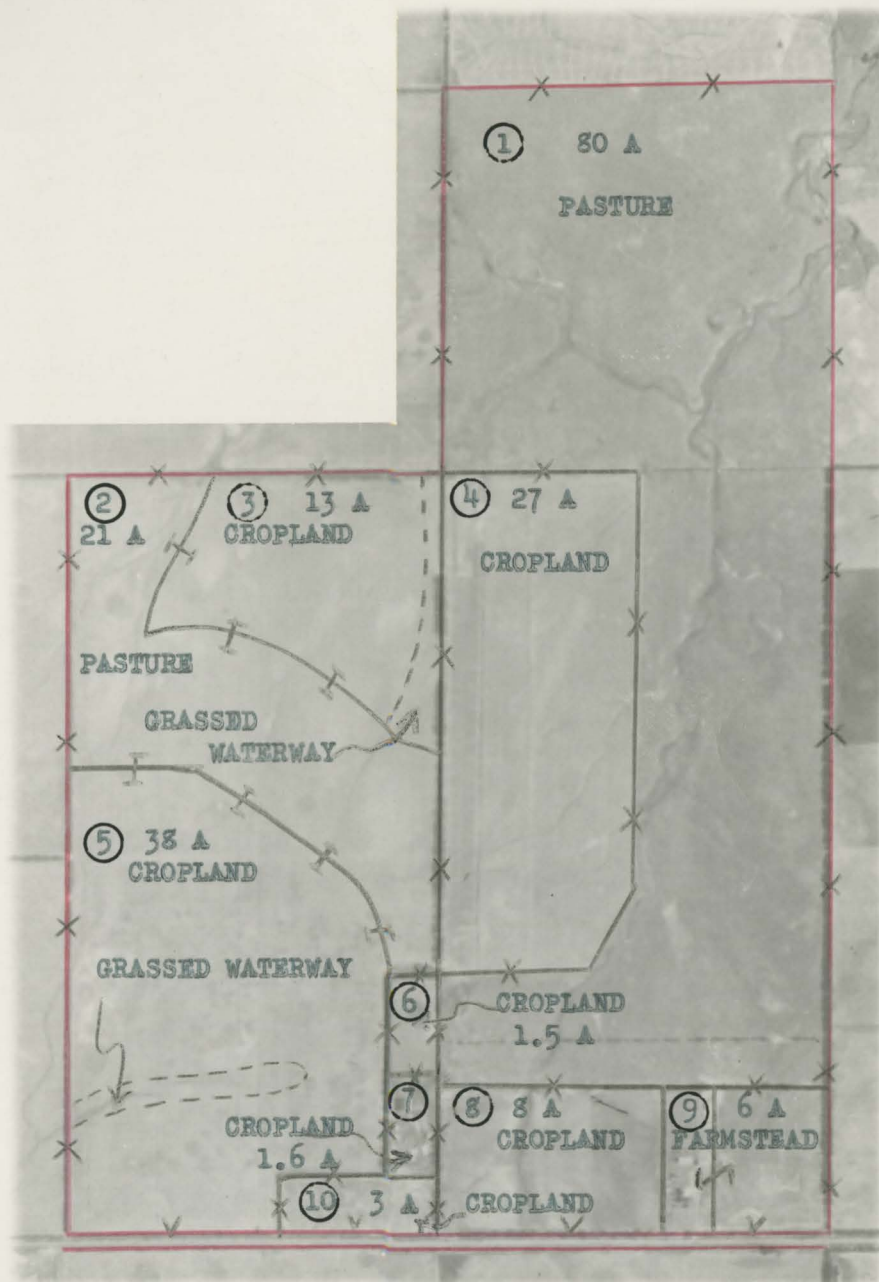 1 80 A
PASTURE
2 3 13 A 4 27 A
21 A CROPLAND
CROPLAND
PASTURE
GRASSED
WATERWAY
5 38 A
CROPLAND
GRASSED WATERWAY
6 CROPLAND
1.5 A
7 8 8 A 9 6 A
CROPLAND CROPLAND FARMSTEAD
1.6 A
10 3 A CROPLAND